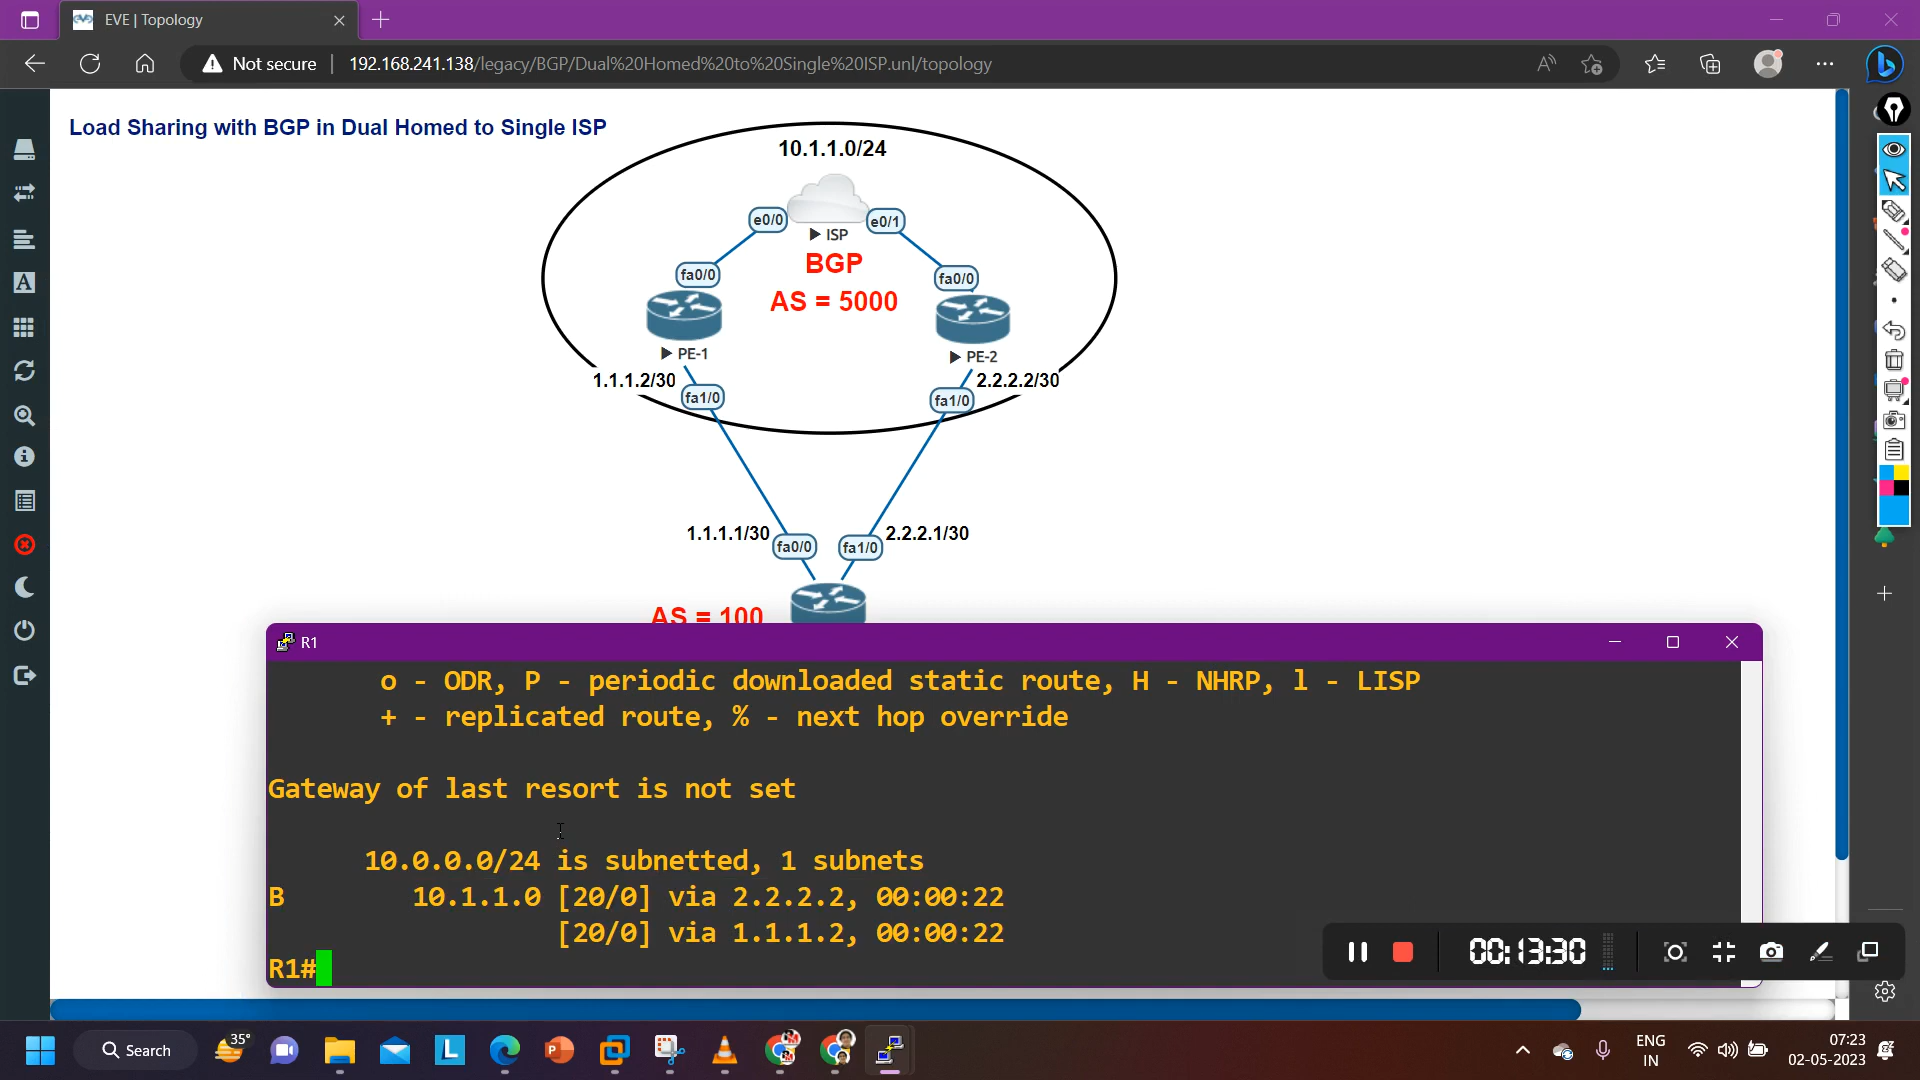 EVE | Topology
Not secure
192.168.241.138/legacy/BGP/Dual%20Homed%20to%20Single%20ISP.unl/topology
Load Sharing with BGP in Dual Homed to Single ISP
10.1.1.0/24
e0/0
e0/1
ISP
BGP
AS = 5000
fa0/0
fa0/0
PE-1
PE-2
1.1.1.2/30
2.2.2.2/30
fa1/0
fa1/0
1.1.1.1/30
2.2.2.1/30
fa0/0
fa1/0
AS = 100
R1
o - ODR, P - periodic downloaded static route, H - NHRP, l - LISP
+ - replicated route, % - next hop override
Gateway of last resort is not set
10.0.0.0/24 is subnetted, 1 subnets
B 10.1.1.0 [20/0] via 2.2.2.2, 00:00:22
[20/0] via 1.1.1.2, 00:00:22
R1#
00:13:30
Search
35°
ENG
IN
07:23
02-05-2023